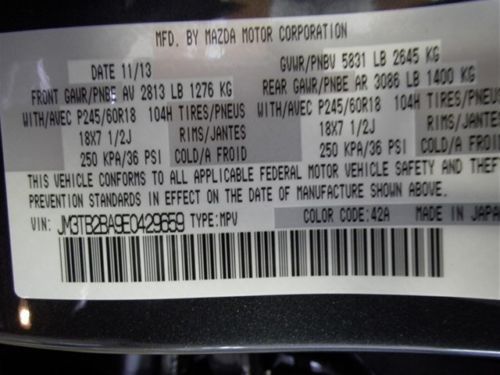 MFD. BY MAZDA MOTOR CORPORATION
DATE 11/13 GVWR/PNBV 5831 LB 2645 KG
FRONT GAWR/PNBE AV 2813 LB 1276 KG REAR GAWR/PNBE AR 3086 LB 1400 KG
WITH/AVEC P245/60R18 104H TIRES/PNEUS WITH/AVEC P245/60R18 104H TIRES/PNEUS
18X7 1/2J RIMS/JANTES 18X7 1/2J RIMS/JANTES
250 KPA/36 PSI COLD/A FROID 250 KPA/36 PSI COLD/A FROID
THIS VEHICLE CONFORMS TO ALL APPLICABLE FEDERAL MOTOR VEHICLE SAFETY AND THEFT
PREVENTION STANDARDS IN EFFECT ON THE DATE OF MANUFACTURE SHOWN ABOVE.
VIN: JM3TB2BA9E0429659 TYPE: MPV COLOR CODE: 42A MADE IN JAPAN